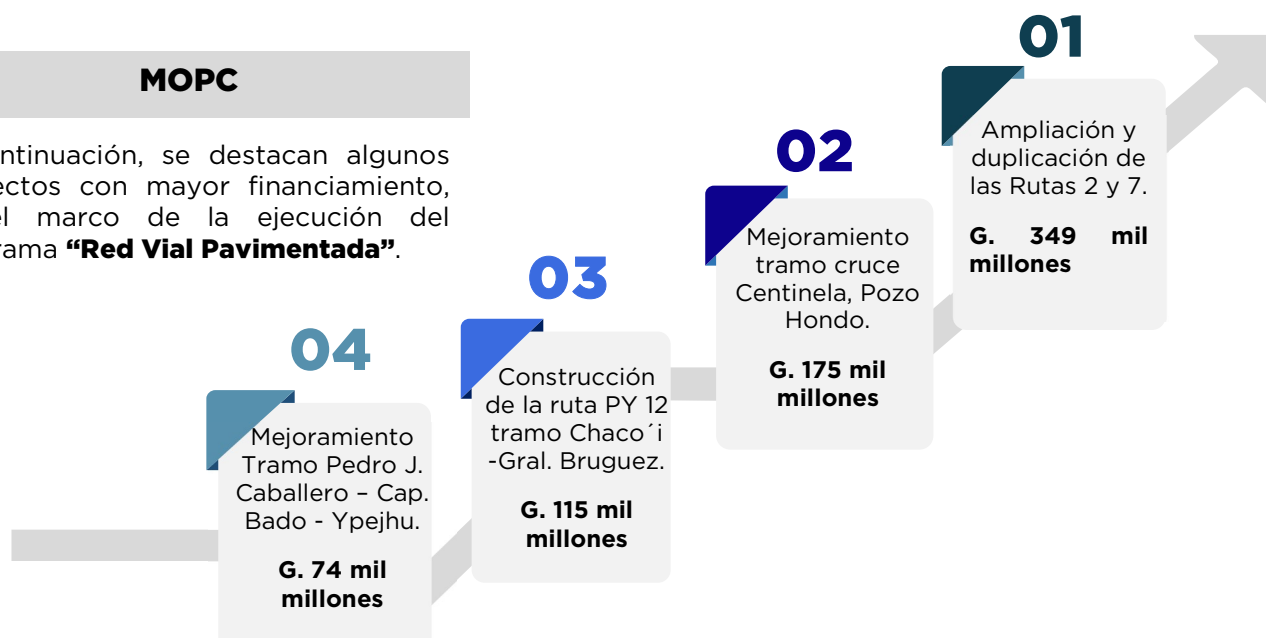 MOPC
ntinuación, se destacan algunos
ectos con mayor financiamiento,
el marco de la ejecución del
rama “Red Vial Pavimentada”.
01
Ampliación y
duplicación de
las Rutas 2 y 7.
G. 349 mil
millones
02
Mejoramiento
tramo cruce
Centinela, Pozo
Hondo.
G. 175 mil
millones
03
Construcción
de la ruta PY 12
tramo Chaco´i
-Gral. Bruguez.
G. 115 mil
millones
04
Mejoramiento
Tramo Pedro J.
Caballero – Cap.
Bado - Ypejhu.
G. 74 mil
millones